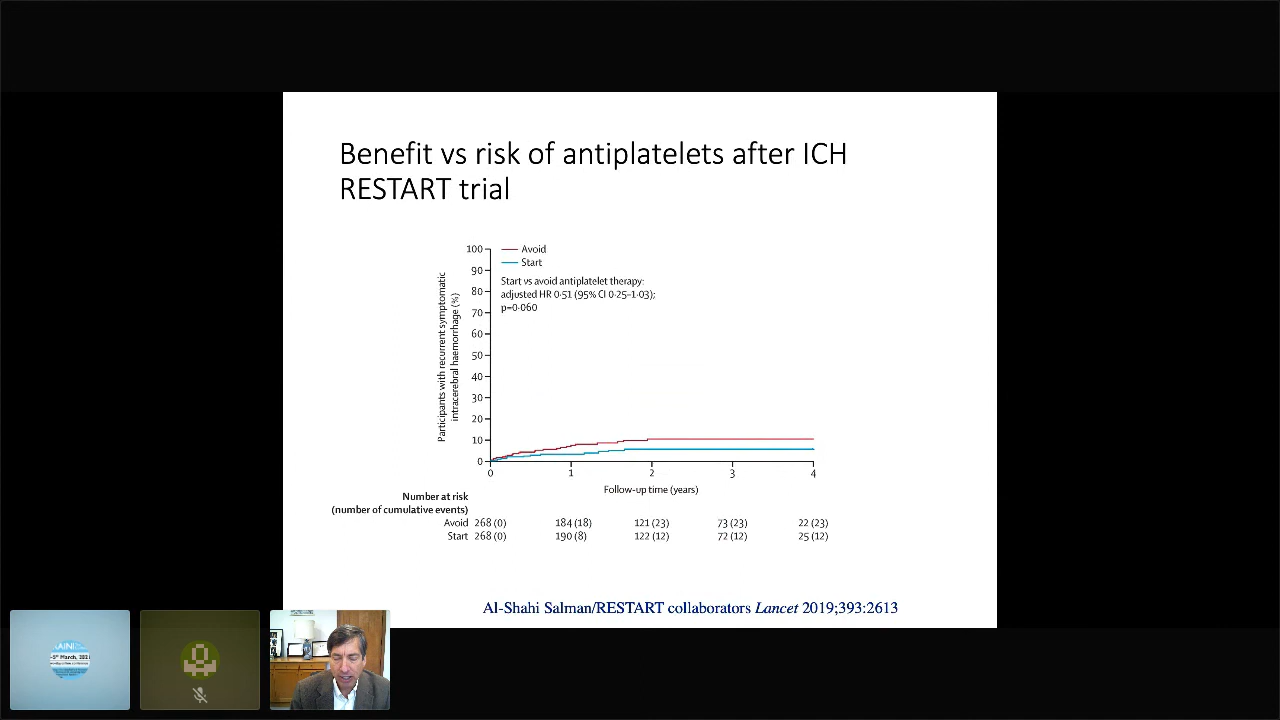 Benefit vs risk of antiplatelets after ICH
RESTART trial
100
90
80
70
60
50
40
30
20
10
0
Participants with recurrent symptomatic
intracerebral haemorrhage (%)
Avoid
Start
Start vs avoid antiplatelet therapy:
adjusted HR 0·51 (95% CI 0·25–1·03);
p=0·060
0 1 2 3 4
Follow-up time (years)
Number at risk
(number of cumulative events)
Avoid 268 (0) 184 (18) 121 (23) 73 (23) 22 (23)
Start 268 (0) 190 (8) 122 (12) 72 (12) 25 (12)
Al-Shahi Salman/RESTART collaborators Lancet 2019;393:2613